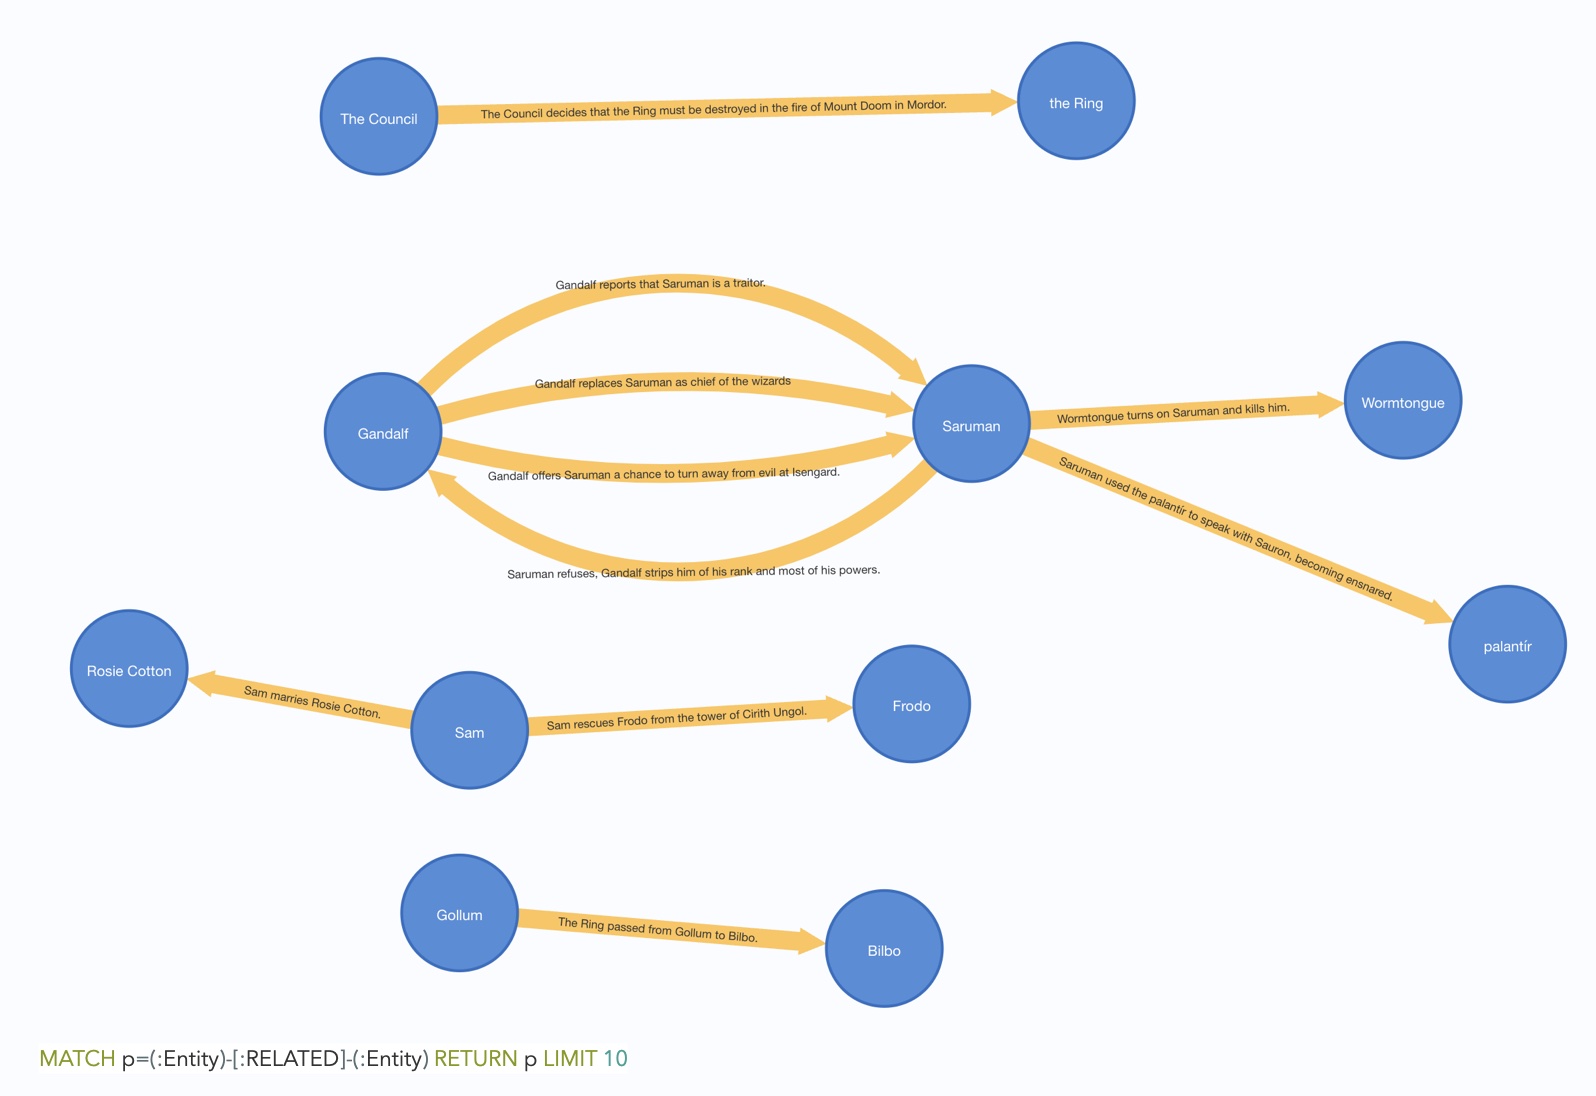 The Council
The Council decides that the Ring must be destroyed in the fire of Mount Doom in Mordor.
the Ring
Gandalf reports that Saruman is a traitor.
Gandalf replaces Saruman as chief of the wizards
Gandalf
Saruman
Wormtongue turns on Saruman and kills him.
Wormtongue
Gandalf offers Saruman a chance to turn away from evil at Isengard.
Saruman used the palantír to speak with Sauron, becoming ensnared.
Saruman refuses, Gandalf strips him of his rank and most of his powers.
palantír
Rosie Cotton
Sam marries Rosie Cotton.
Sam
Sam rescues Frodo from the tower of Cirith Ungol.
Frodo
Gollum
The Ring passed from Gollum to Bilbo.
Bilbo
MATCH p=(:Entity)-[:RELATED]-(:Entity) RETURN p LIMIT 10